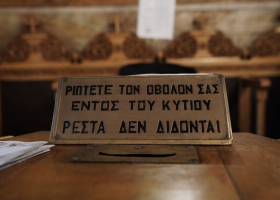 ΡΙΠΤΕΤΕ ΤΟΝ ΟΒΟΛΟΝ ΣΑΣ
ΕΝΤΟΣ ΤΟΥ ΚΥΤΙΟΥ
ΡΕΣΤΑ ΔΕΝ ΔΙΔΟΝΤΑΙ